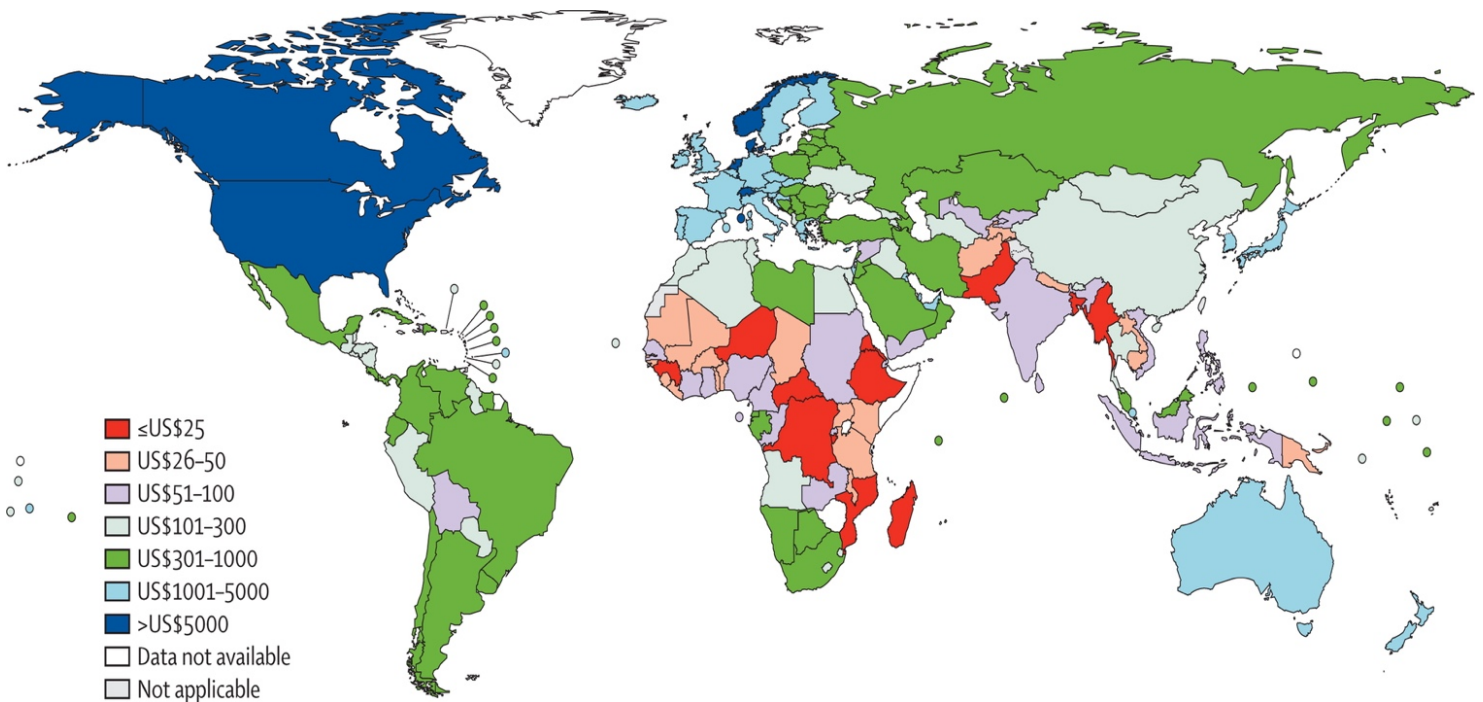 ≤US$25
US$26–50
US$51–100
US$101–300
US$301–1000
US$1001–5000
>US$5000
Data not available
Not applicable